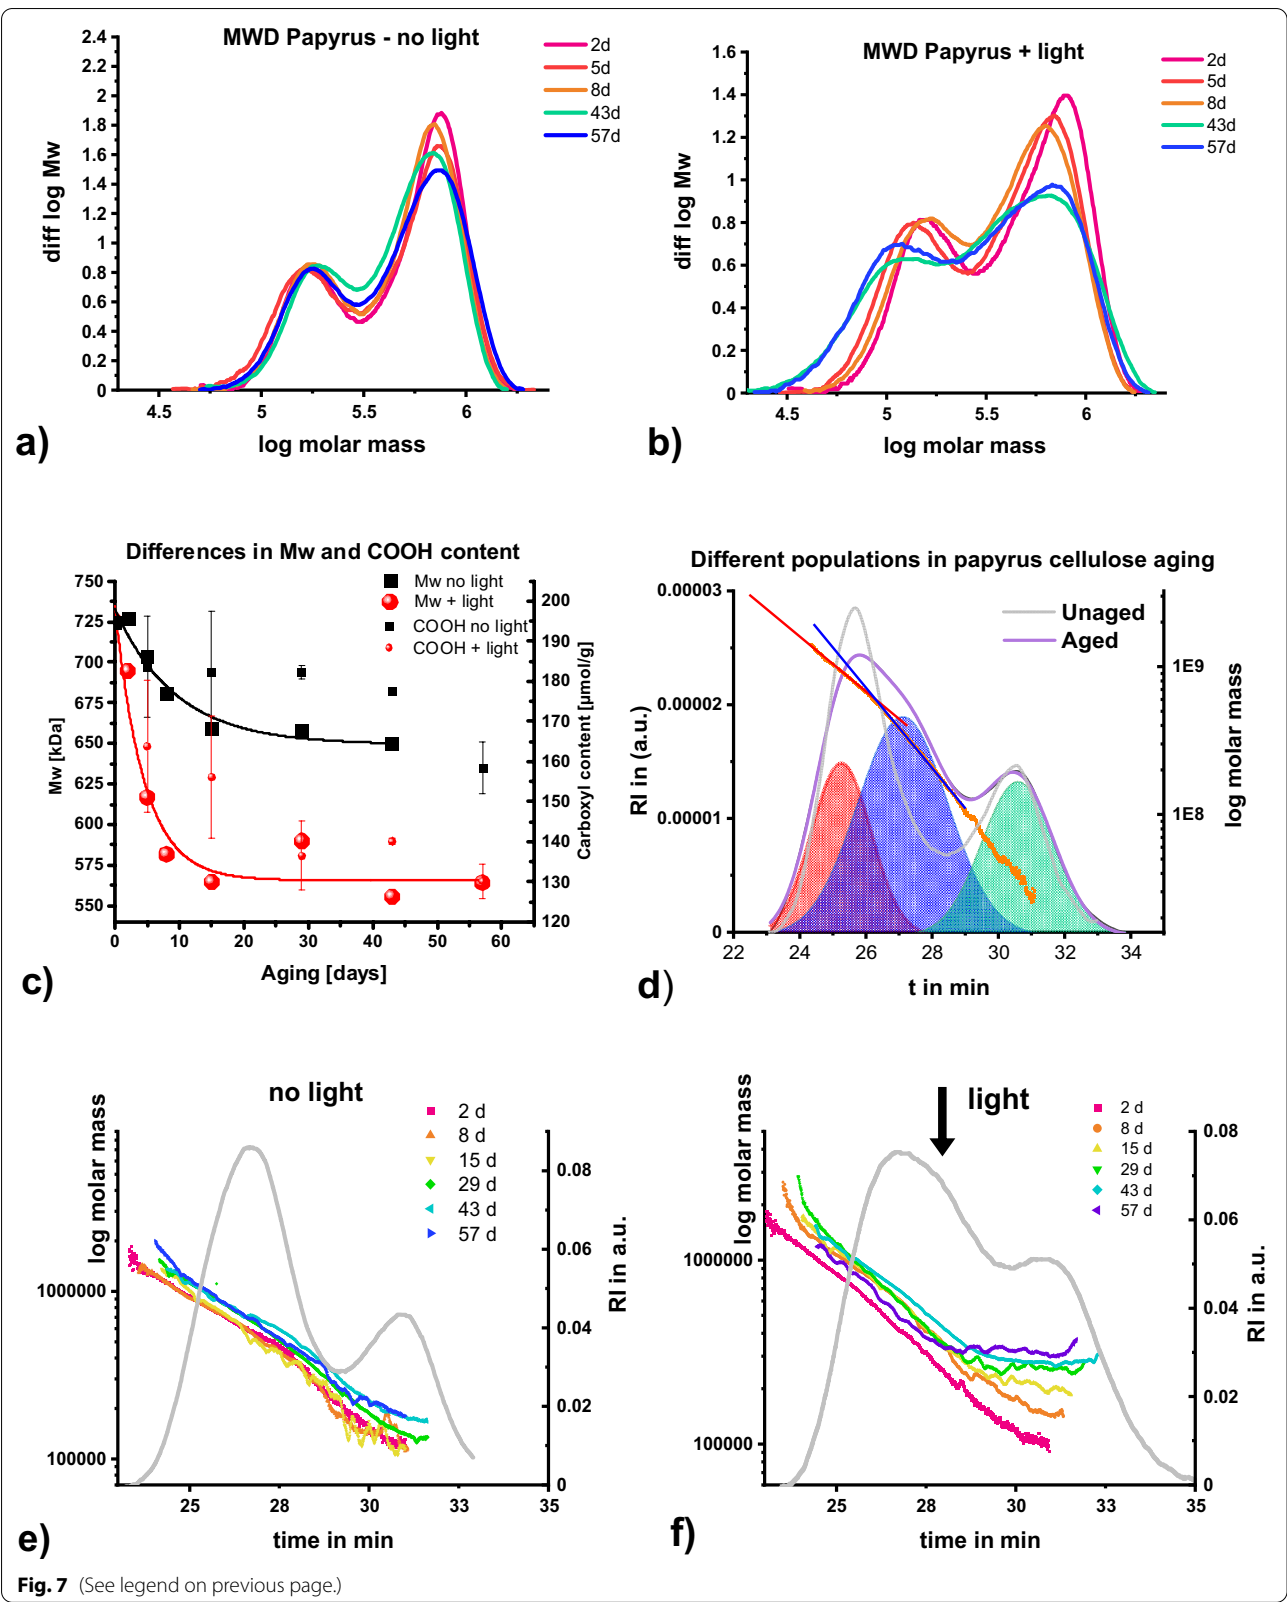 MWD Papyrus - no light
2.4
2.2
2
1.8
1.6
1.4
1.2
1
0.8
0.6
0.4
0.2
0
diff log Mw
4.5 5 5.5 6
log molar mass
2d
5d
8d
43d
57d
a)
MWD Papyrus + light
1.6
1.4
1.2
1
0.8
0.6
0.4
0.2
0
diff log Mw
4.5 5 5.5 6
log molar mass
2d
5d
8d
43d
57d
b)
Differences in Mw and COOH content
750
725
700
675
650
625
600
575
550
Mw [kDa]
Mw no light
Mw + light
COOH no light
COOH + light
200
190
180
170
160
150
140
130
120
Carboxyl content [µmol/g]
0 10 20 30 40 50 60
Aging [days]
c)
Different populations in papyrus cellulose aging
0.00003
0.00002
0.00001
0
RI in (a.u.)
Unaged
Aged
1E9
1E8
log molar mass
22 24 26 28 30 32 34
t in min
d)
no light
log molar mass
1000000
100000
2 d
8 d
15 d
29 d
43 d
57 d
0.08
0.06
0.04
0.02
0
RI in a.u.
25 28 30 33 35
time in min
e)
light
log molar mass
1000000
100000
2 d
8 d
15 d
29 d
43 d
57 d
0.08
0.06
0.04
0.02
0
RI in a.u.
25 28 30 33 35
time in min
f)
Fig. 7 (See legend on previous page.)